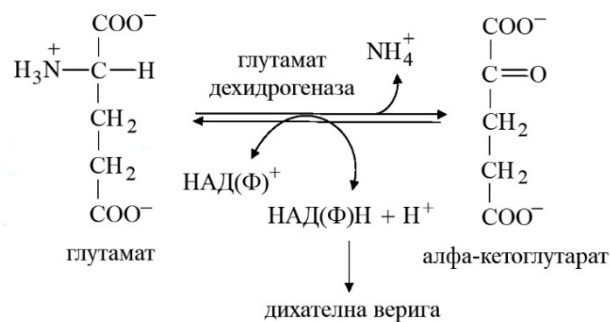 COO⁻
H₃N⁺—C—H
CH₂
CH₂
COO⁻
глутамат
глутамат
дехидрогеназа
NH₄⁺
НАД(Ф)⁺
НАД(Ф)Н + Н⁺
дихателна верига
COO⁻
C=O
CH₂
CH₂
COO⁻
алфа-кетоглутарат